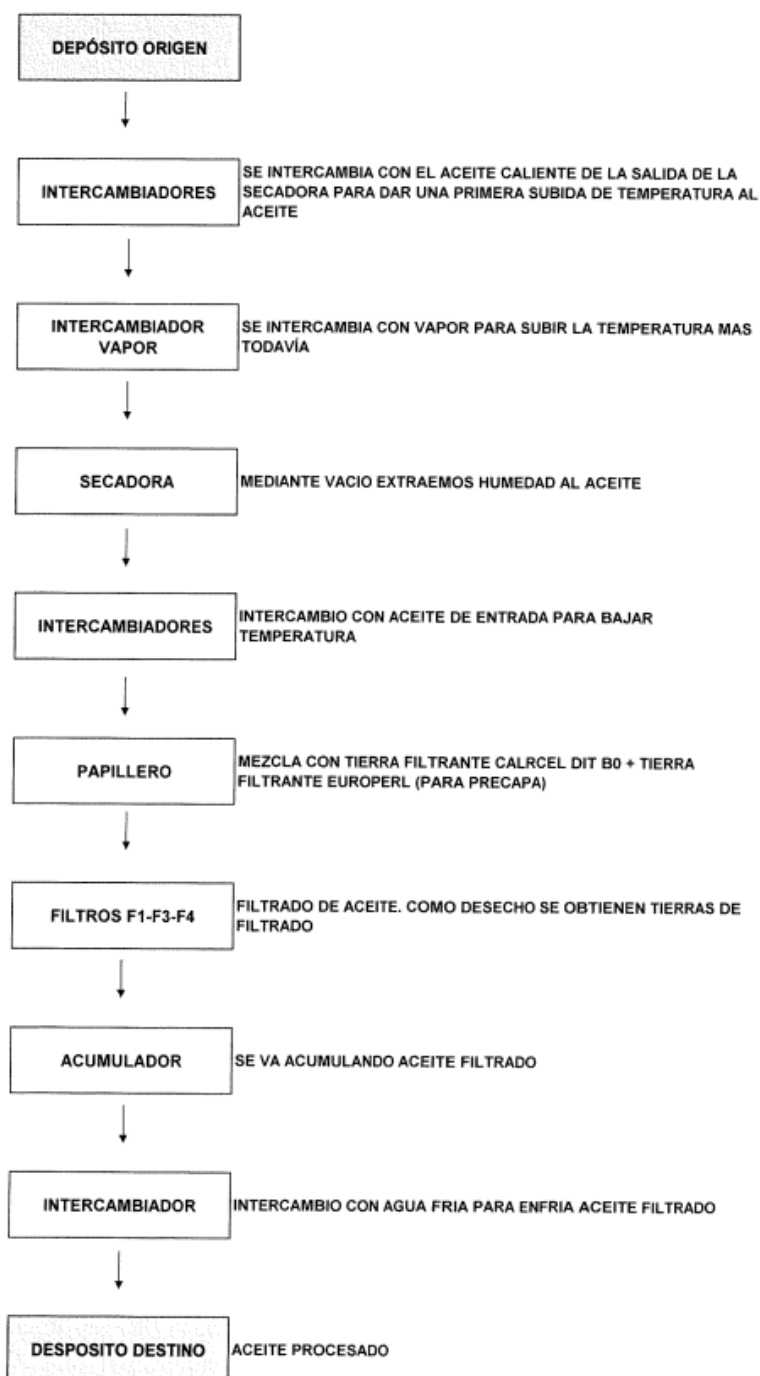 DEPÓSITO ORIGEN
INTERCAMBIADORES
SE INTERCAMBIA CON EL ACEITE CALIENTE DE LA SALIDA DE LA
SECADORA PARA DAR UNA PRIMERA SUBIDA DE TEMPERATURA AL
ACEITE
INTERCAMBIADOR
VAPOR
SE INTERCAMBIA CON VAPOR PARA SUBIR LA TEMPERATURA MAS
TODAVÍA
SECADORA
MEDIANTE VACIO EXTRAEMOS HUMEDAD AL ACEITE
INTERCAMBIADORES
INTERCAMBIO CON ACEITE DE ENTRADA PARA BAJAR
TEMPERATURA
PAPILLERO
MEZCLA CON TIERRA FILTRANTE CALRCEL DIT B0 + TIERRA
FILTRANTE EUROPERL (PARA PRECAPA)
FILTROS F1-F3-F4
FILTRADO DE ACEITE. COMO DESECHO SE OBTIENEN TIERRAS DE
FILTRADO
ACUMULADOR
SE VA ACUMULANDO ACEITE FILTRADO
INTERCAMBIADOR
INTERCAMBIO CON AGUA FRIA PARA ENFRIA ACEITE FILTRADO
DESPOSITO DESTINO
ACEITE PROCESADO